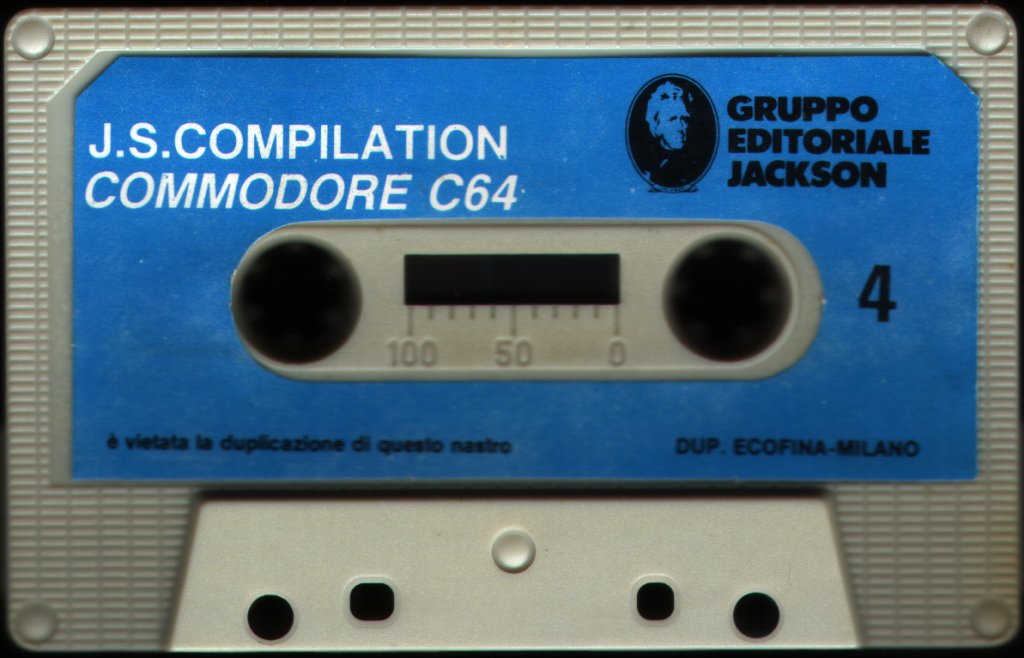 J.S.COMPILATION
COMMODORE C64
GRUPPO
EDITORIALE
JACKSON
4
100 50 0
è vietata la duplicazione di questo nastro
DUP. ECOFINA-MILANO